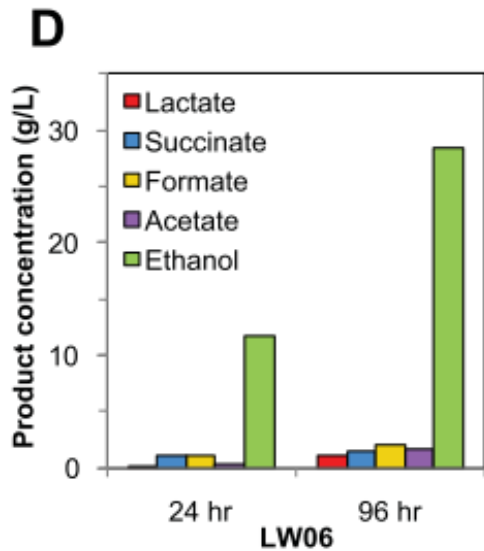 D
Product concentration (g/L)
30
20
10
0
Lactate
Succinate
Formate
Acetate
Ethanol
24 hr
96 hr
LW06